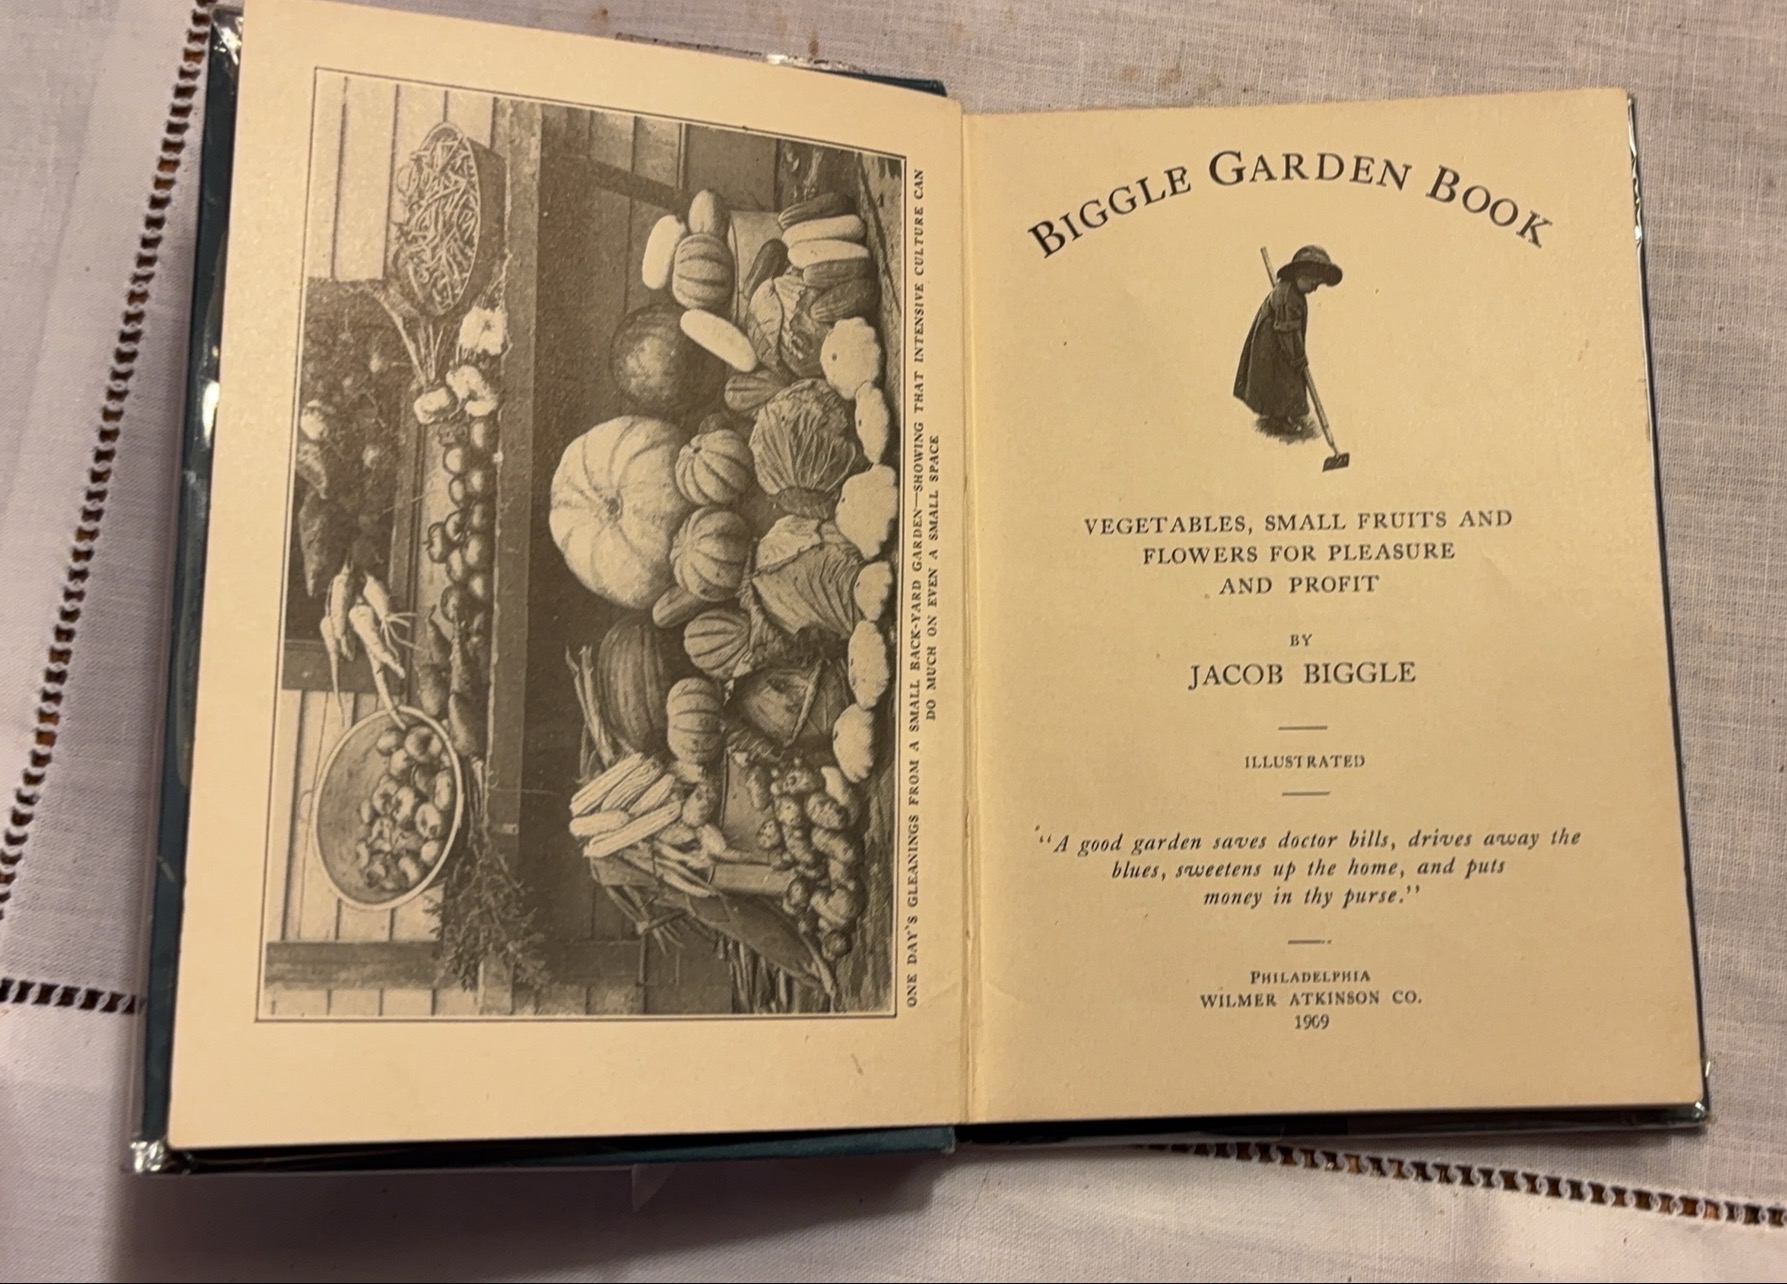 ONE DAY'S GLEANINGS FROM A SMALL BACK-YARD GARDEN—SHOWING THAT INTENSIVE CULTURE CAN
DO MUCH ON EVEN A SMALL SPACE
BIGGLE GARDEN BOOK
VEGETABLES, SMALL FRUITS AND
FLOWERS FOR PLEASURE
AND PROFIT
BY
JACOB BIGGLE
ILLUSTRATED
"A good garden saves doctor bills, drives away the
blues, sweetens up the home, and puts
money in thy purse."
PHILADELPHIA
WILMER ATKINSON CO.
1909